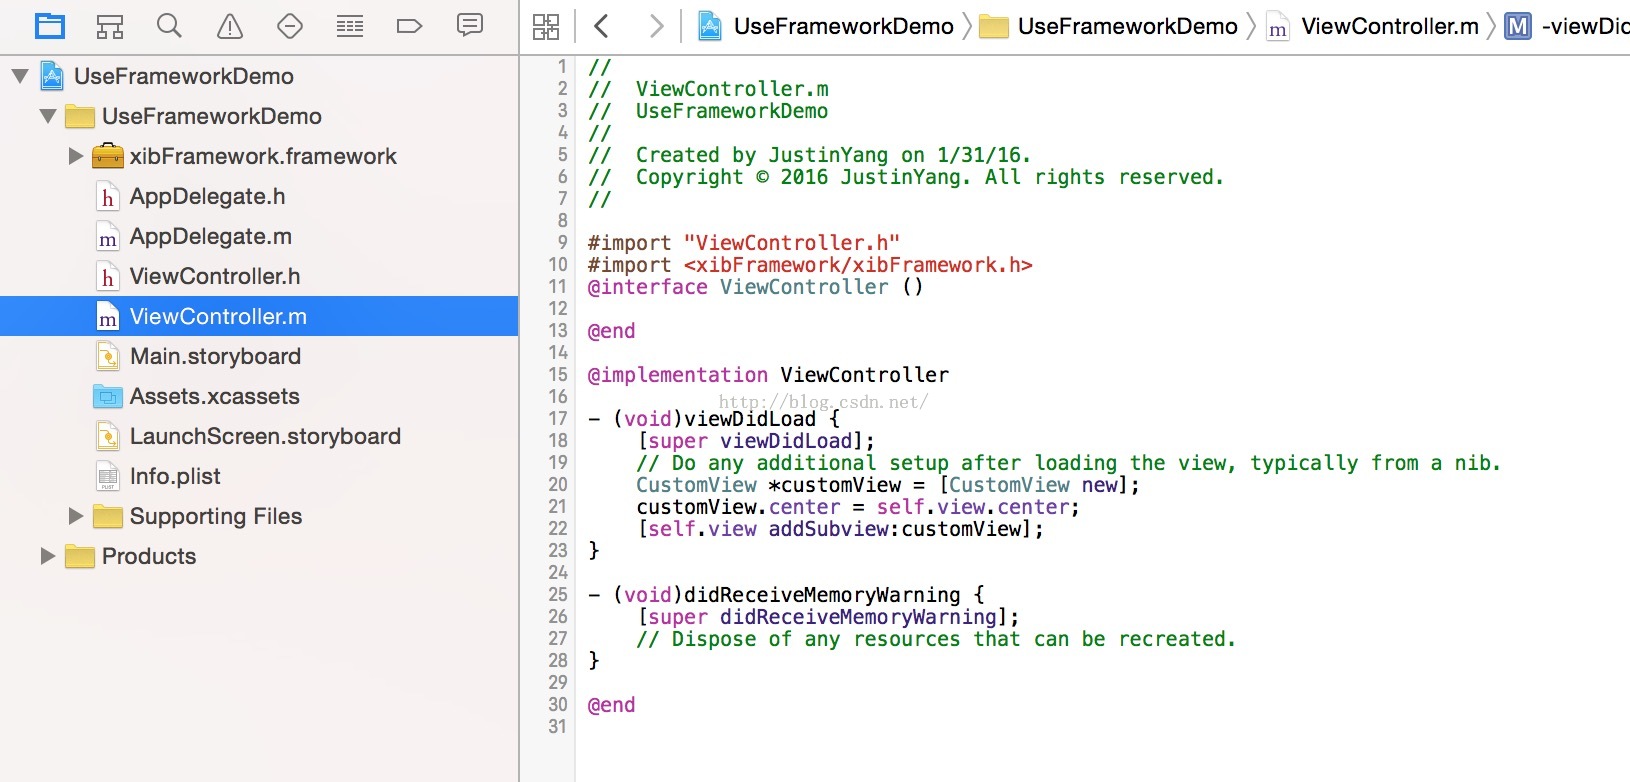 UseFrameworkDemo
UseFrameworkDemo
xibFramework.framework
h AppDelegate.h
m AppDelegate.m
h ViewController.h
m ViewController.m
Main.storyboard
Assets.xcassets
LaunchScreen.storyboard
PLIST Info.plist
Supporting Files
Products
UseFrameworkDemo UseFrameworkDemo m ViewController.m M -viewDic
1 //
2 //  ViewController.m
3 //  UseFrameworkDemo
4 //
5 //  Created by JustinYang on 1/31/16.
6 //  Copyright © 2016 JustinYang. All rights reserved.
7 //
8
9 #import "ViewController.h"
10 #import <xibFramework/xibFramework.h>
11 @interface ViewController ()
12
13 @end
14
15 @implementation ViewController
16
http://blog.csdn.net/
17 - (void)viewDidLoad {
18     [super viewDidLoad];
19     // Do any additional setup after loading the view, typically from a nib.
20     CustomView *customView = [CustomView new];
21     customView.center = self.view.center;
22     [self.view addSubview:customView];
23 }
24
25 - (void)didReceiveMemoryWarning {
26     [super didReceiveMemoryWarning];
27     // Dispose of any resources that can be recreated.
28 }
29
30 @end
31